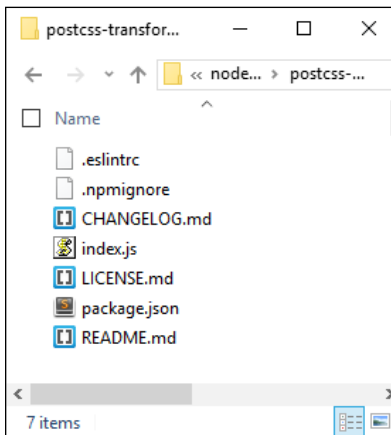 postcss-transfor...
« node... › postcss-...
Name
.eslintrc
.npmignore
CHANGELOG.md
index.js
LICENSE.md
package.json
README.md
7 items